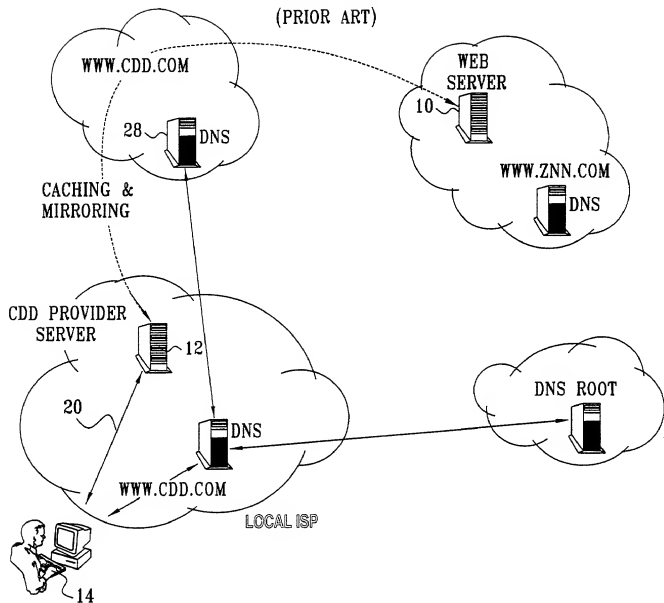 (PRIOR ART)
WWW.CDD.COM
WEB
SERVER
10
28
DNS
WWW.ZNN.COM
DNS
CACHING &
MIRRORING
CDD PROVIDER
SERVER
12
DNS ROOT
20
DNS
WWW.CDD.COM
LOCAL ISP
14